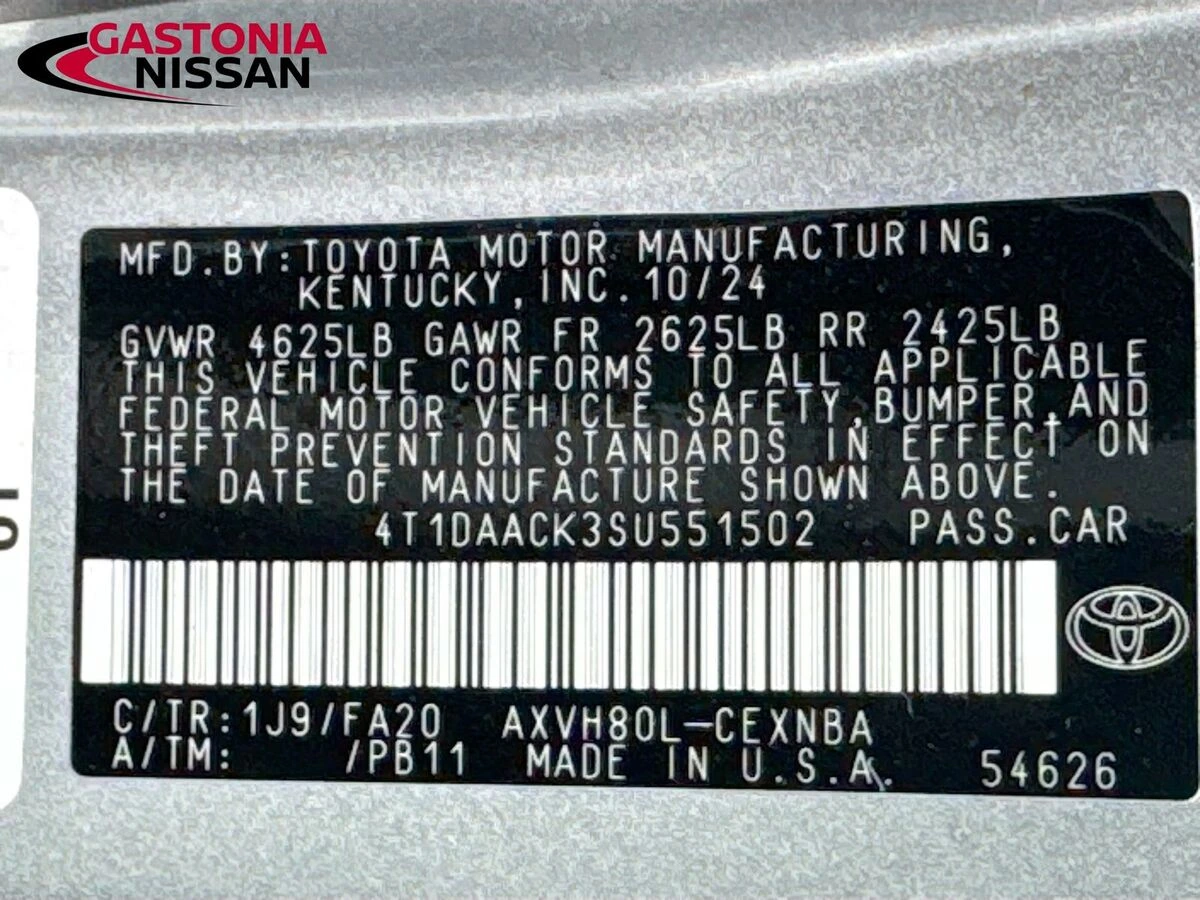 GASTONIA
NISSAN
MFD.BY:TOYOTA MOTOR MANUFACTURING,
KENTUCKY,INC.10/24
GVWR 4625LB GAWR FR 2625LB RR 2425LB
THIS VEHICLE CONFORMS TO ALL APPLICABLE
FEDERAL MOTOR VEHICLE SAFETY,BUMPER,AND
THEFT PREVENTION STANDARDS IN EFFECT ON
THE DATE OF MANUFACTURE SHOWN ABOVE.
4T1DAACK3SU551502 PASS.CAR
C/TR:1J9/FA20 AXVH80L-CEXNBA
A/TM: /PB11 MADE IN U.S.A. 54626